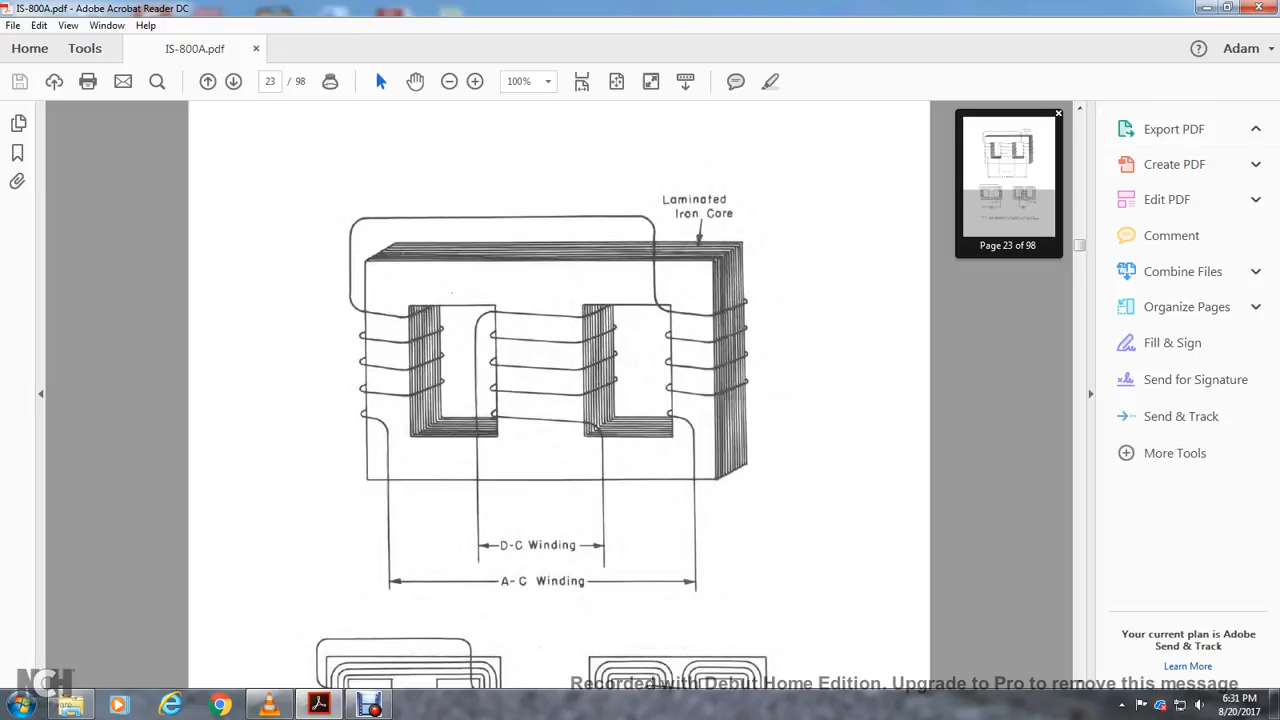 IS-800A.pdf - Adobe Acrobat Reader DC
File Edit View Window Help
Home Tools IS-800A.pdf × Adam
23 / 98 100%
Laminated
Iron Core
D-C Winding
A-C Winding
Page 23 of 98
Export PDF
Create PDF
Edit PDF
Comment
Combine Files
Organize Pages
Fill & Sign
Send for Signature
Send & Track
More Tools
Your current plan is Adobe
Send & Track
Learn More
NCH
Recorded with Debut Home Edition. Upgrade to Pro to remove this message
6:31 PM
8/20/2017